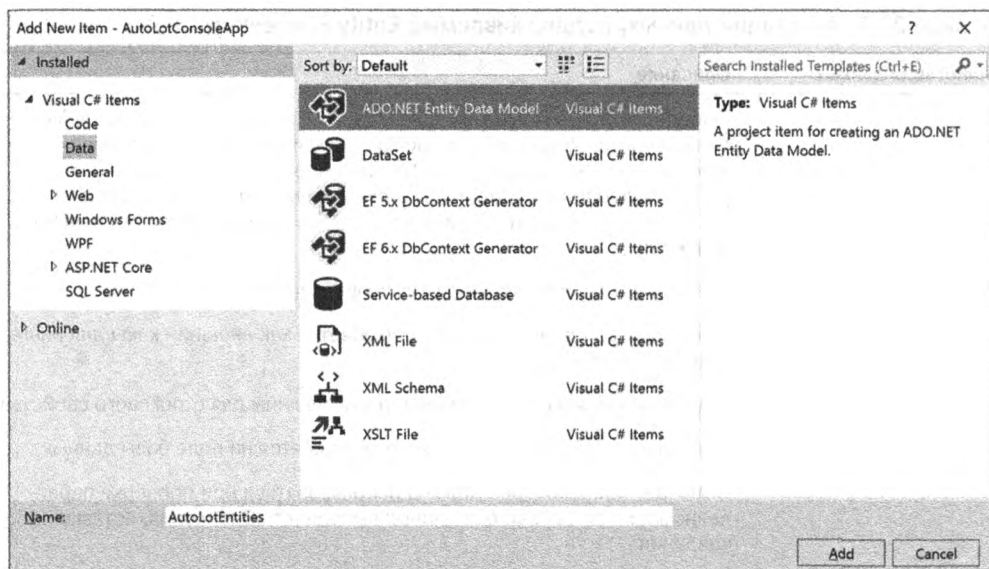 Add New Item - AutoLotConsoleApp ? ×
Installed
Visual C# Items
Code
Data
General
Web
Windows Forms
WPF
ASP.NET Core
SQL Server
Online
Sort by: Default
ADO.NET Entity Data Model Visual C# Items
DataSet Visual C# Items
EF 5.x DbContext Generator Visual C# Items
EF 6.x DbContext Generator Visual C# Items
Service-based Database Visual C# Items
XML File Visual C# Items
XML Schema Visual C# Items
XSLT File Visual C# Items
Search Installed Templates (Ctrl+E)
Type: Visual C# Items
A project item for creating an ADO.NET
Entity Data Model.
Name: AutoLotEntities
Add Cancel